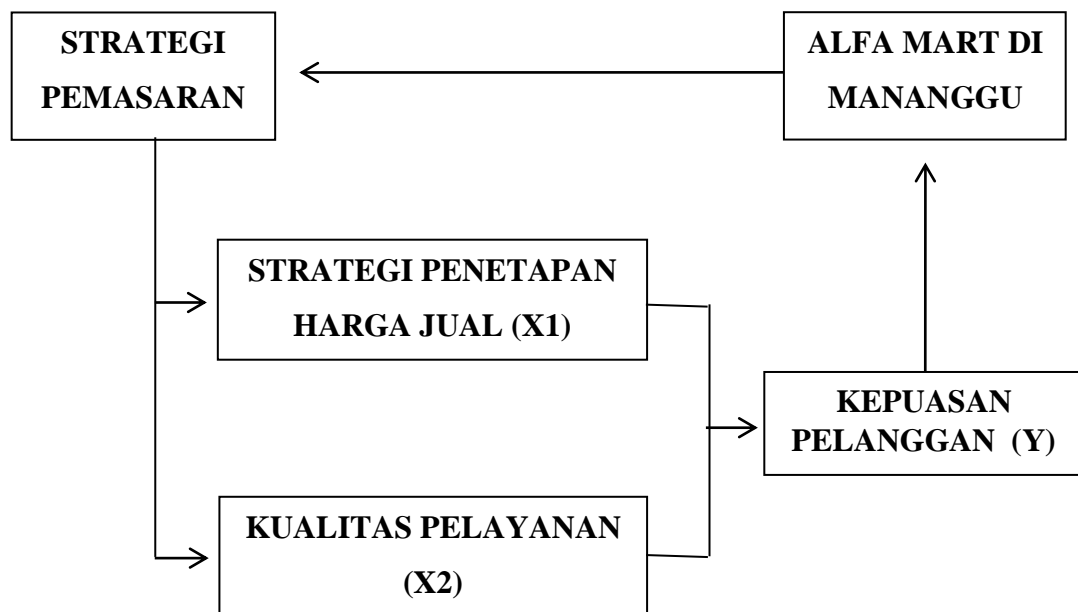 STRATEGI
PEMASARAN
ALFA MART DI
MANANGGU
STRATEGI PENETAPAN
HARGA JUAL (X1)
KEPUASAN
PELANGGAN (Y)
KUALITAS PELAYANAN
(X2)